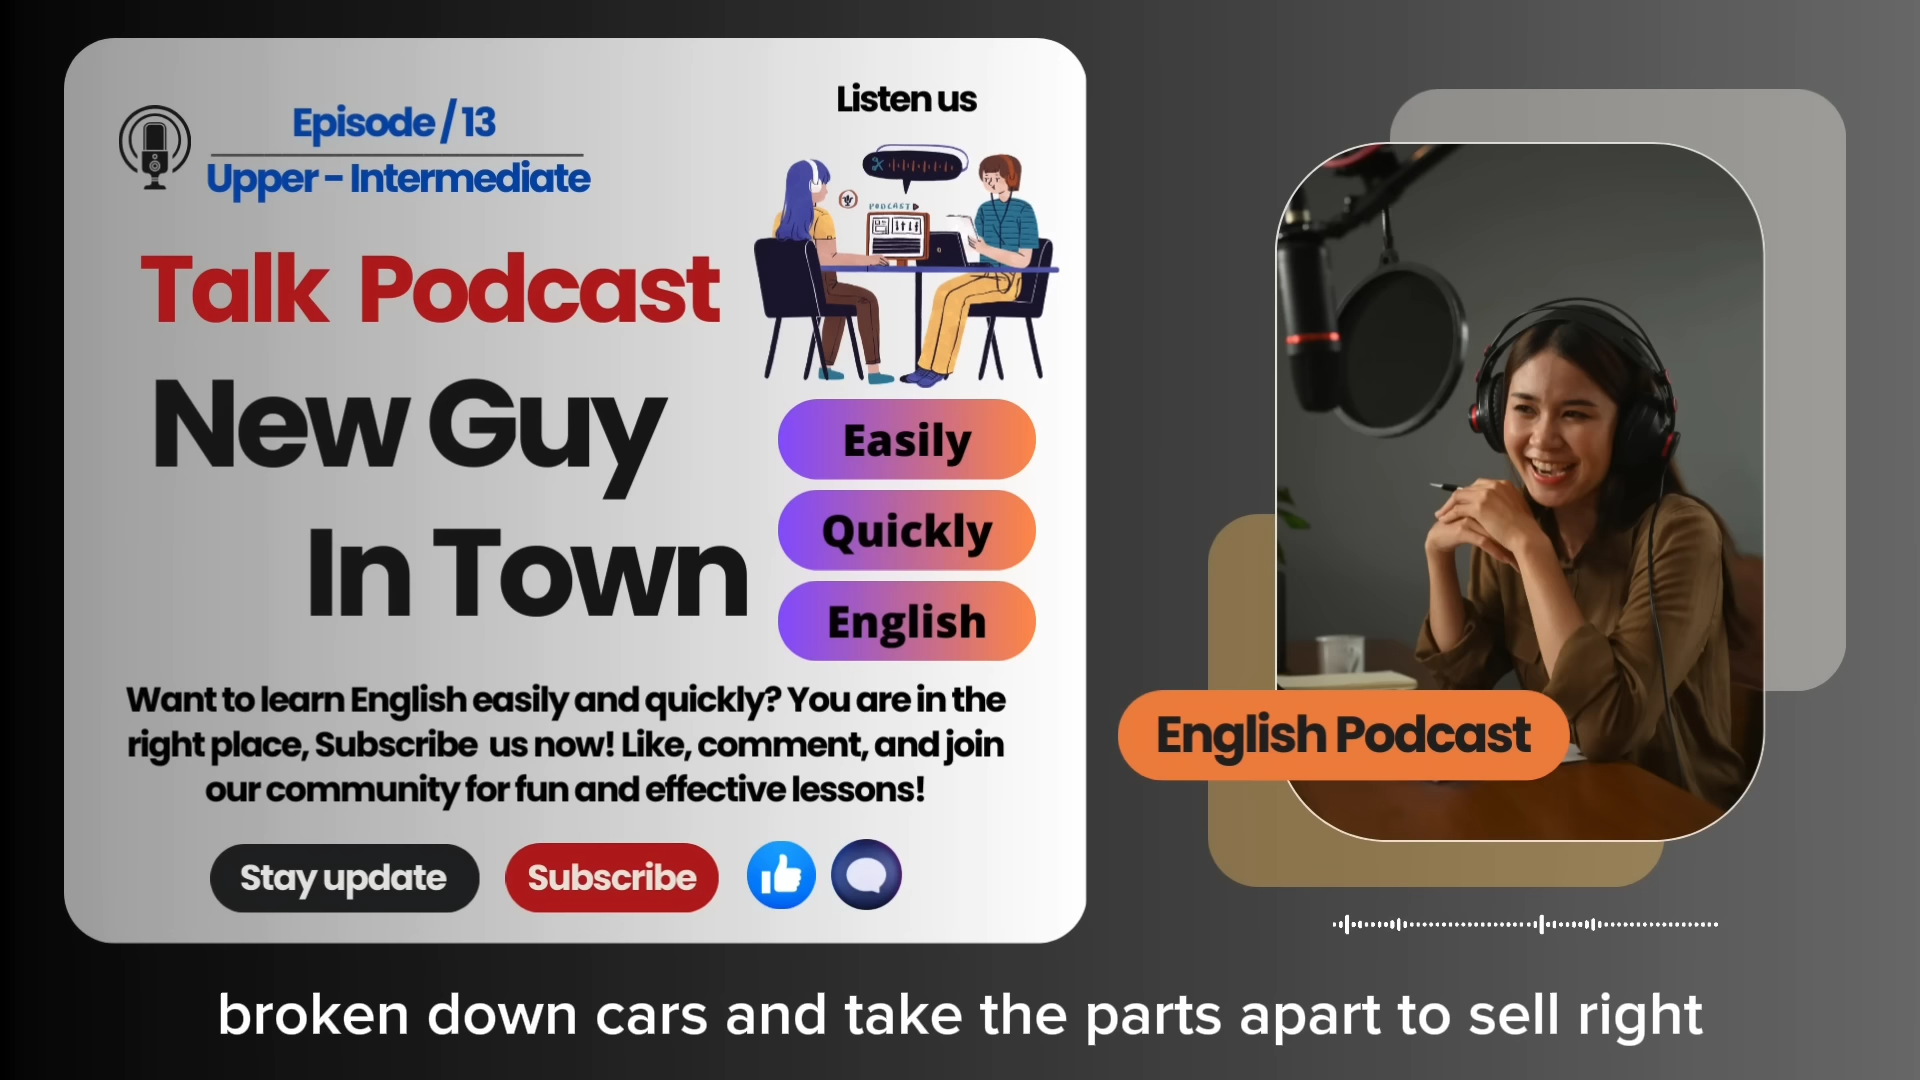 Episode / 13
Upper - Intermediate
Listen us
PODCAST
Talk Podcast
New Guy
In Town
Easily
Quickly
English
Want to learn English easily and quickly? You are in the
right place, Subscribe us now! Like, comment, and join
our community for fun and effective lessons!
Stay update
Subscribe
English Podcast
broken down cars and take the parts apart to sell right